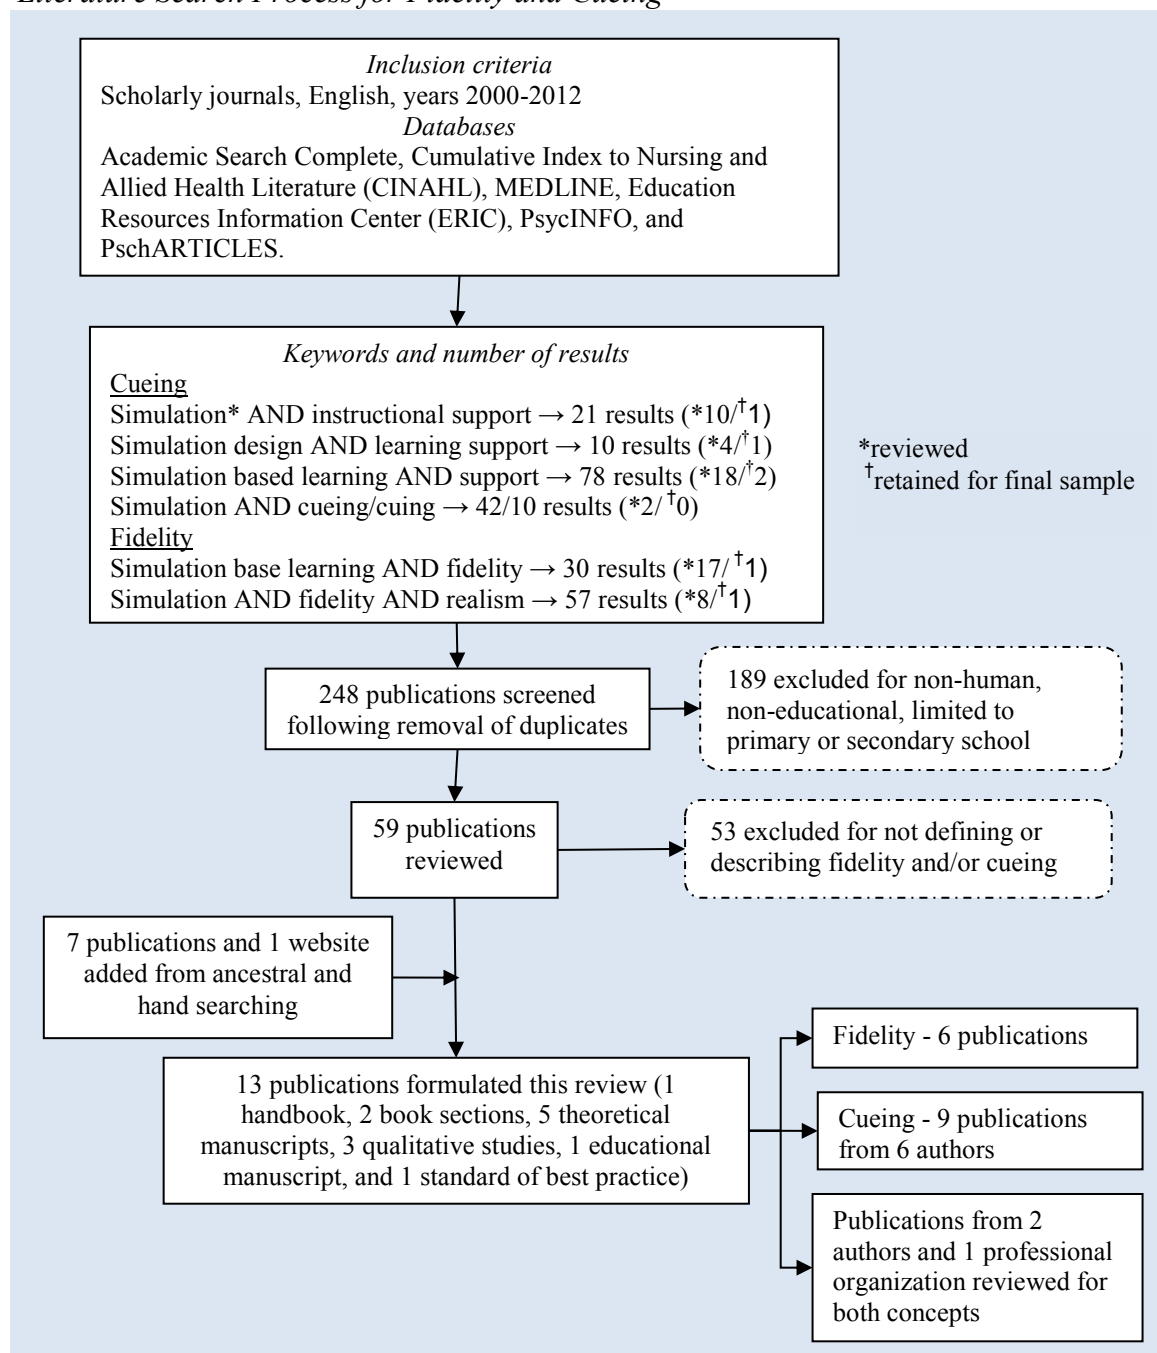 Literature Search Process for Fidelity and Cueing
Inclusion criteria
Scholarly journals, English, years 2000-2012
Databases
Academic Search Complete, Cumulative Index to Nursing and
Allied Health Literature (CINAHL), MEDLINE, Education
Resources Information Center (ERIC), PsycINFO, and
PschARTICLES.
Keywords and number of results
Cueing
Simulation* AND instructional support → 21 results (*10/†1)
Simulation design AND learning support → 10 results (*4/†1)
Simulation based learning AND support → 78 results (*18/†2)
Simulation AND cueing/cuing → 42/10 results (*2/ †0)
Fidelity
Simulation base learning AND fidelity → 30 results (*17/ †1)
Simulation AND fidelity AND realism → 57 results (*8/†1)
*reviewed
†retained for final sample
248 publications screened
following removal of duplicates
189 excluded for non-human,
non-educational, limited to
primary or secondary school
59 publications
reviewed
53 excluded for not defining or
describing fidelity and/or cueing
7 publications and 1 website
added from ancestral and
hand searching
13 publications formulated this review (1
handbook, 2 book sections, 5 theoretical
manuscripts, 3 qualitative studies, 1 educational
manuscript, and 1 standard of best practice)
Fidelity - 6 publications
Cueing - 9 publications
from 6 authors
Publications from 2
authors and 1 professional
organization reviewed for
both concepts